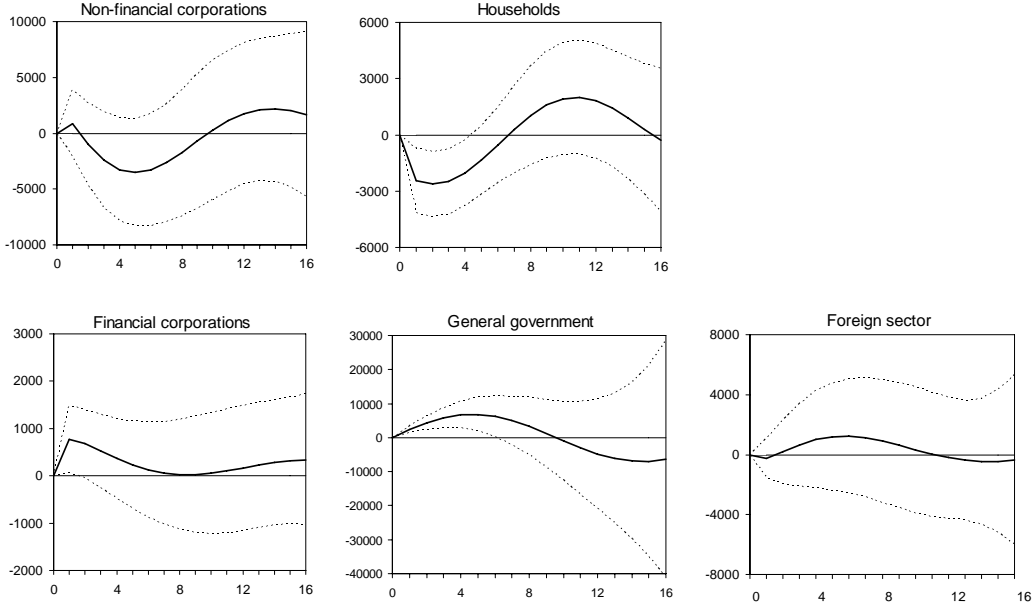 Non-financial corporations
Households
10000
5000
0
-5000
-10000
0 4 8 12 16
6000
3000
0
-3000
-6000
0 4 8 12 16
Financial corporations
General government
Foreign sector
3000
2000
1000
0
-1000
-2000
0 4 8 12 16
30000
20000
10000
0
-10000
-20000
-30000
-40000
0 4 8 12 16
8000
4000
0
-4000
-8000
0 4 8 12 16